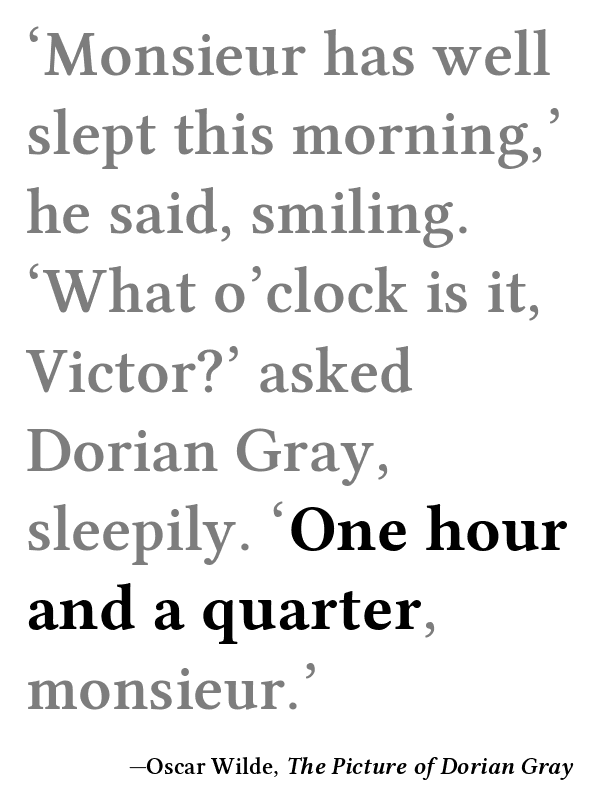 ‘Monsieur has well
slept this morning,’
he said, smiling.
‘What o’clock is it,
Victor?’ asked
Dorian Gray,
sleepily. ‘One hour
and a quarter,
monsieur.’
—Oscar Wilde, The Picture of Dorian Gray